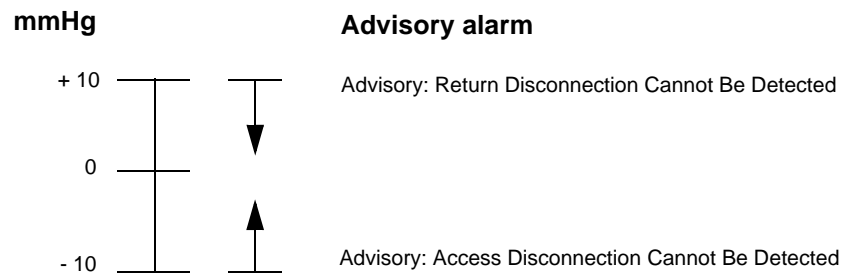 mmHg Advisory alarm
+ 10 Advisory: Return Disconnection Cannot Be Detected
0
- 10 Advisory: Access Disconnection Cannot Be Detected